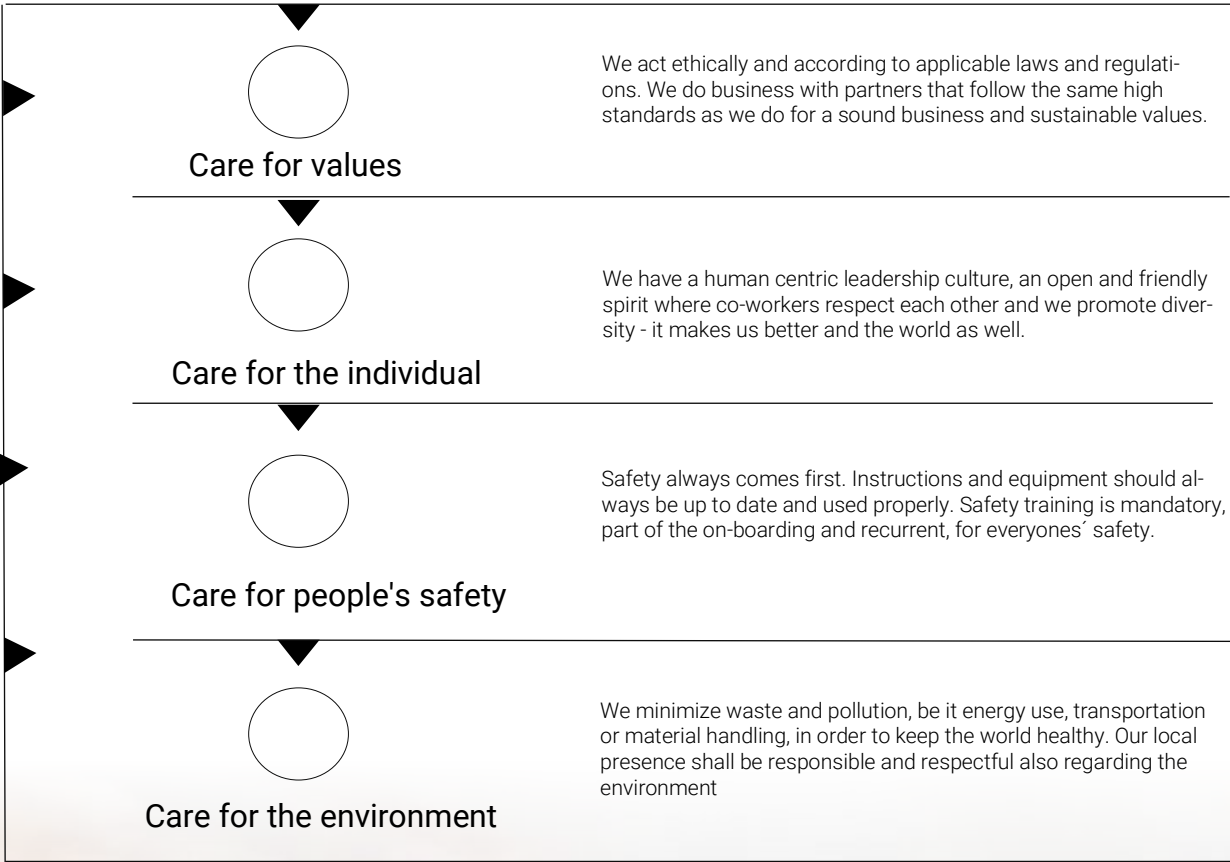 We act ethically and according to applicable laws and regulati-
ons. We do business with partners that follow the same high
standards as we do for a sound business and sustainable values.
Care for values
We have a human centric leadership culture, an open and friendly
spirit where co-workers respect each other and we promote diver-
sity - it makes us better and the world as well.
Care for the individual
Safety always comes first. Instructions and equipment should al-
ways be up to date and used properly. Safety training is mandatory,
part of the on-boarding and recurrent, for everyones´ safety.
Care for people's safety
We minimize waste and pollution, be it energy use, transportation
or material handling, in order to keep the world healthy. Our local
presence shall be responsible and respectful also regarding the
environment
Care for the environment